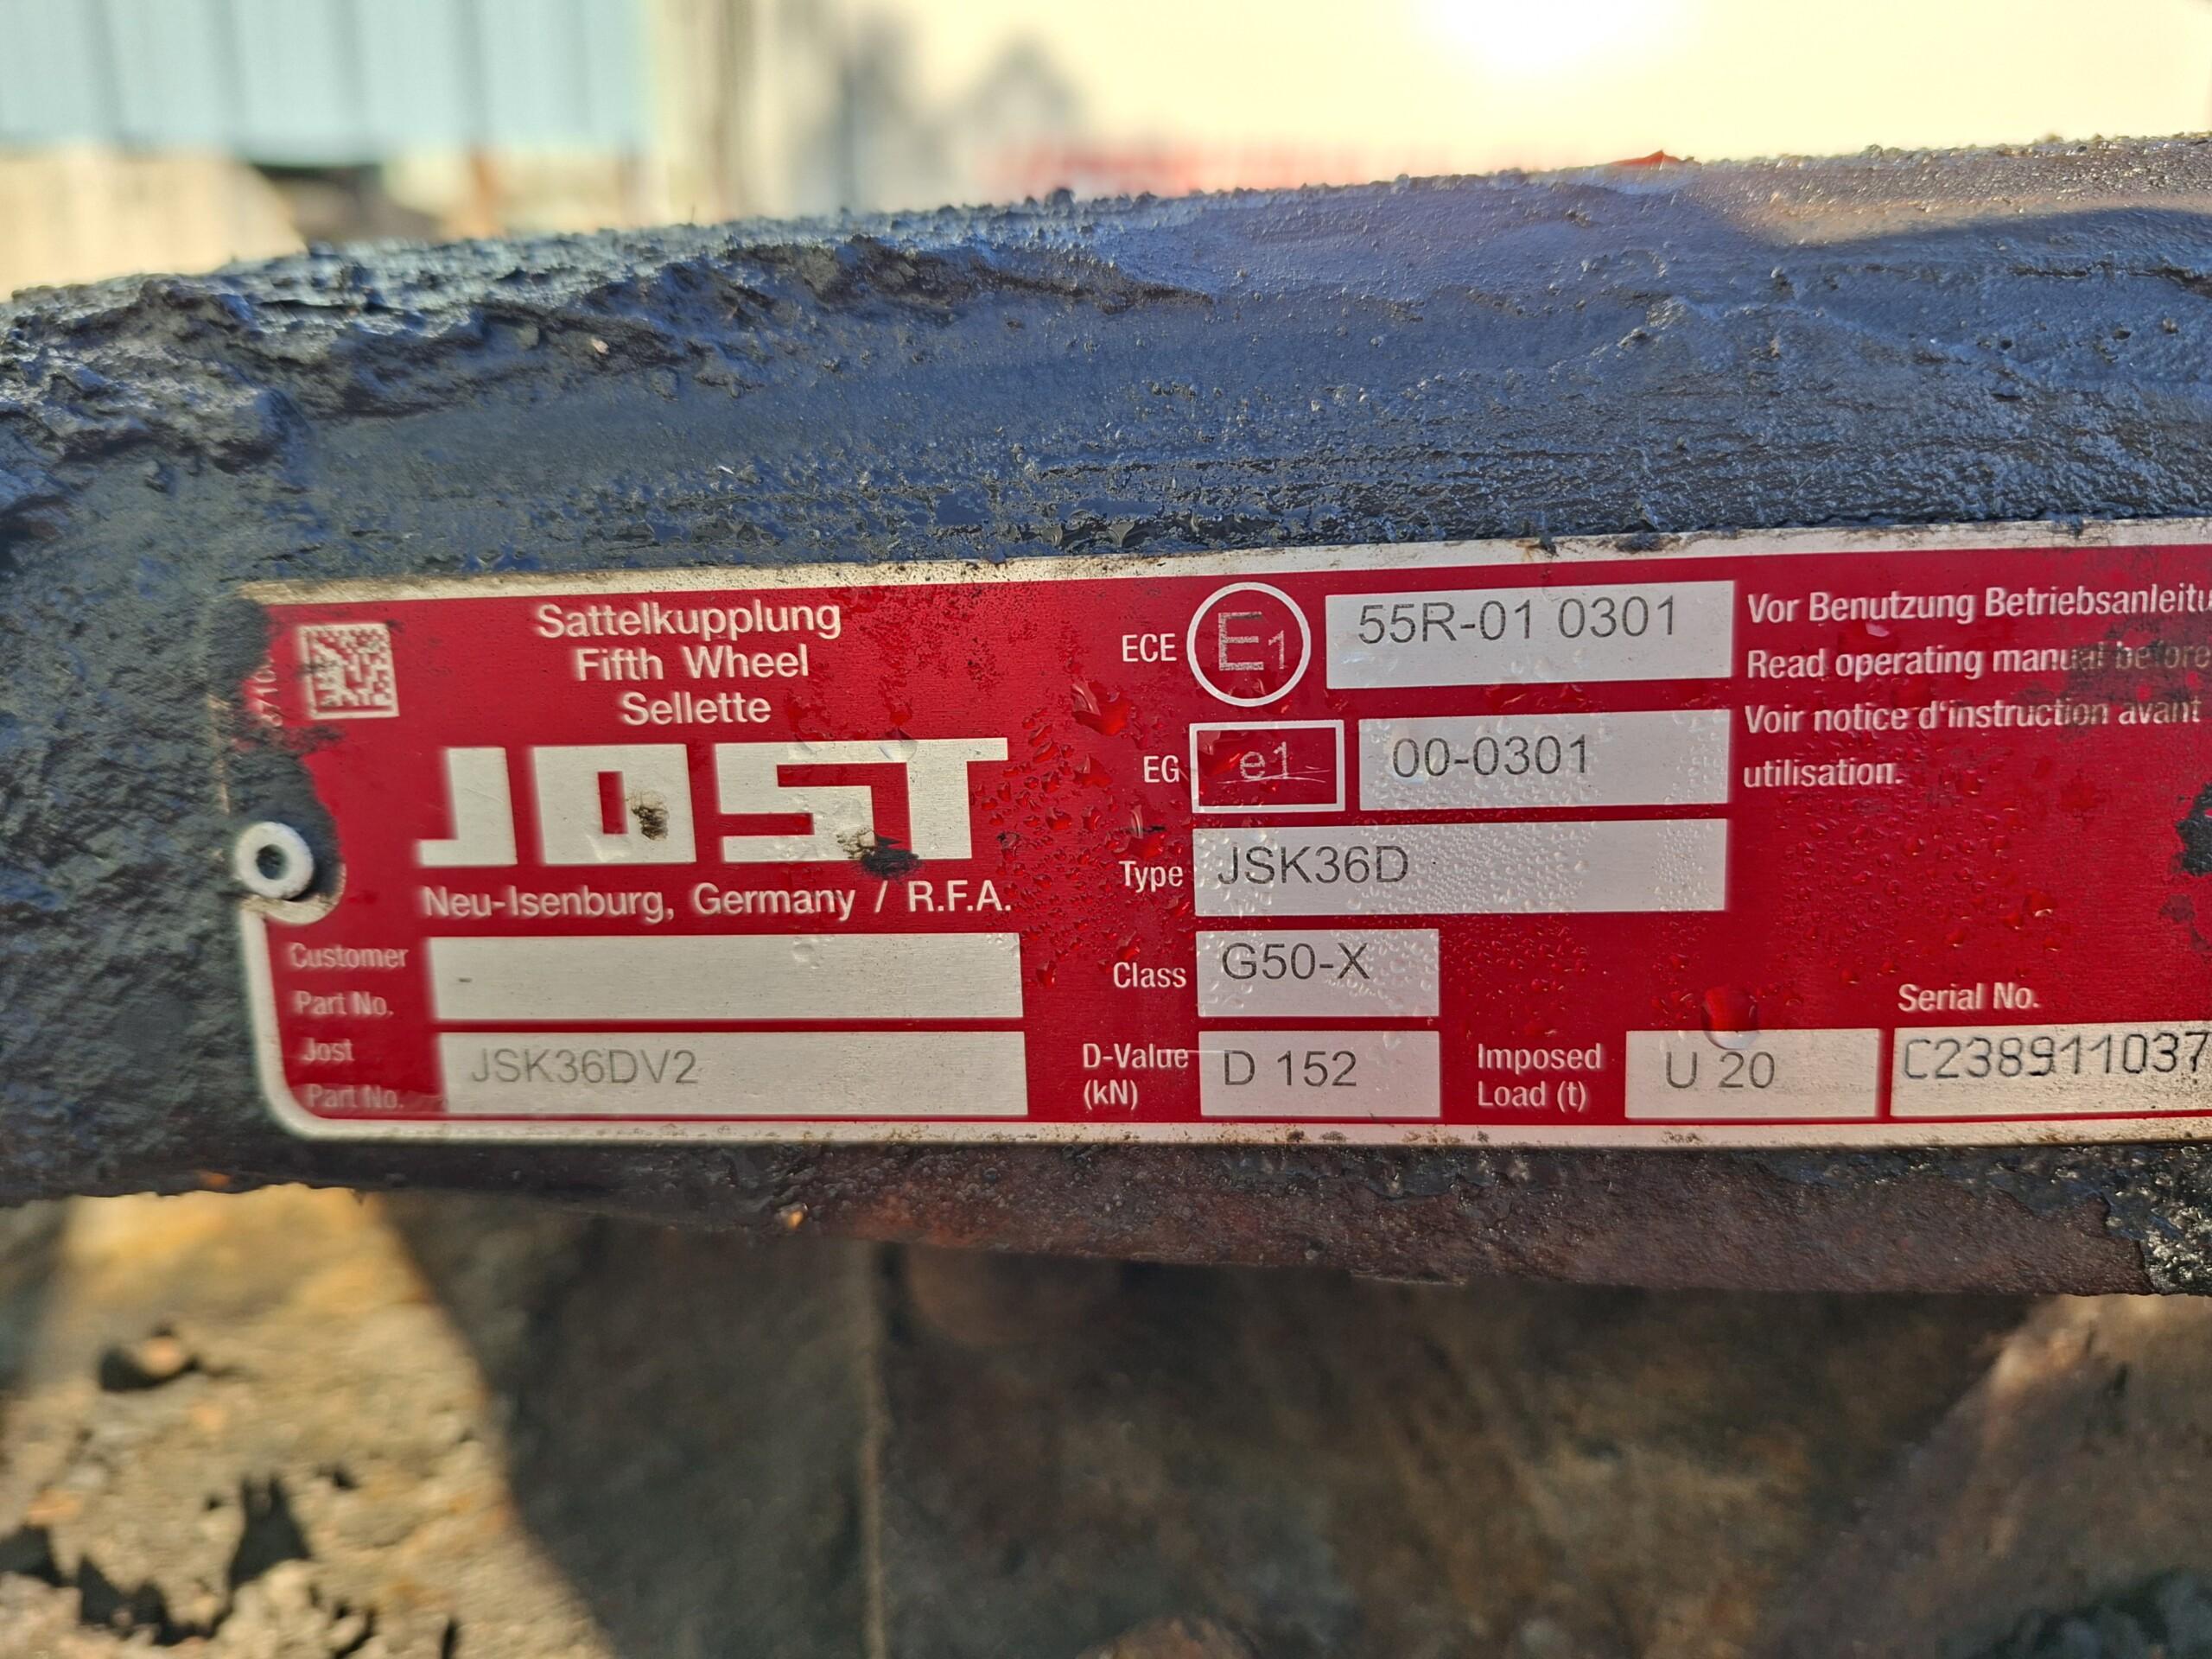 Sattelkupplung
Fifth Wheel
Sellette
JOST
Neu-Isenburg, Germany / R.F.A.
Customer
Part No.
Jost
Part No. JSK36DV2
ECE E1 55R-01 0301
EG e1 00-0301
Type JSK36D
Class G50-X
D-Value
(kN) D 152
Imposed
Load (t) U 20
Serial No.
C238911037
Vor Benutzung Betriebsanleitu
Read operating manual before
Voir notice d'instruction avant
utilisation.